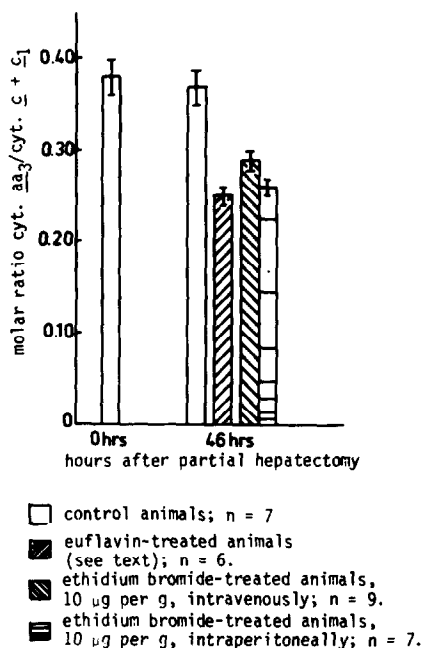 molar ratio cyt. aa3/cyt. c + c1
0.40
0.30
0.20
0.10
0
0hrs
46hrs
hours after partial hepatectomy
control animals; n = 7
euflavin-treated animals
(see text); n = 6.
ethidium bromide-treated animals,
10 µg per g, intravenously; n = 9.
ethidium bromide-treated animals,
10 µg per g, intraperitoneally; n = 7.